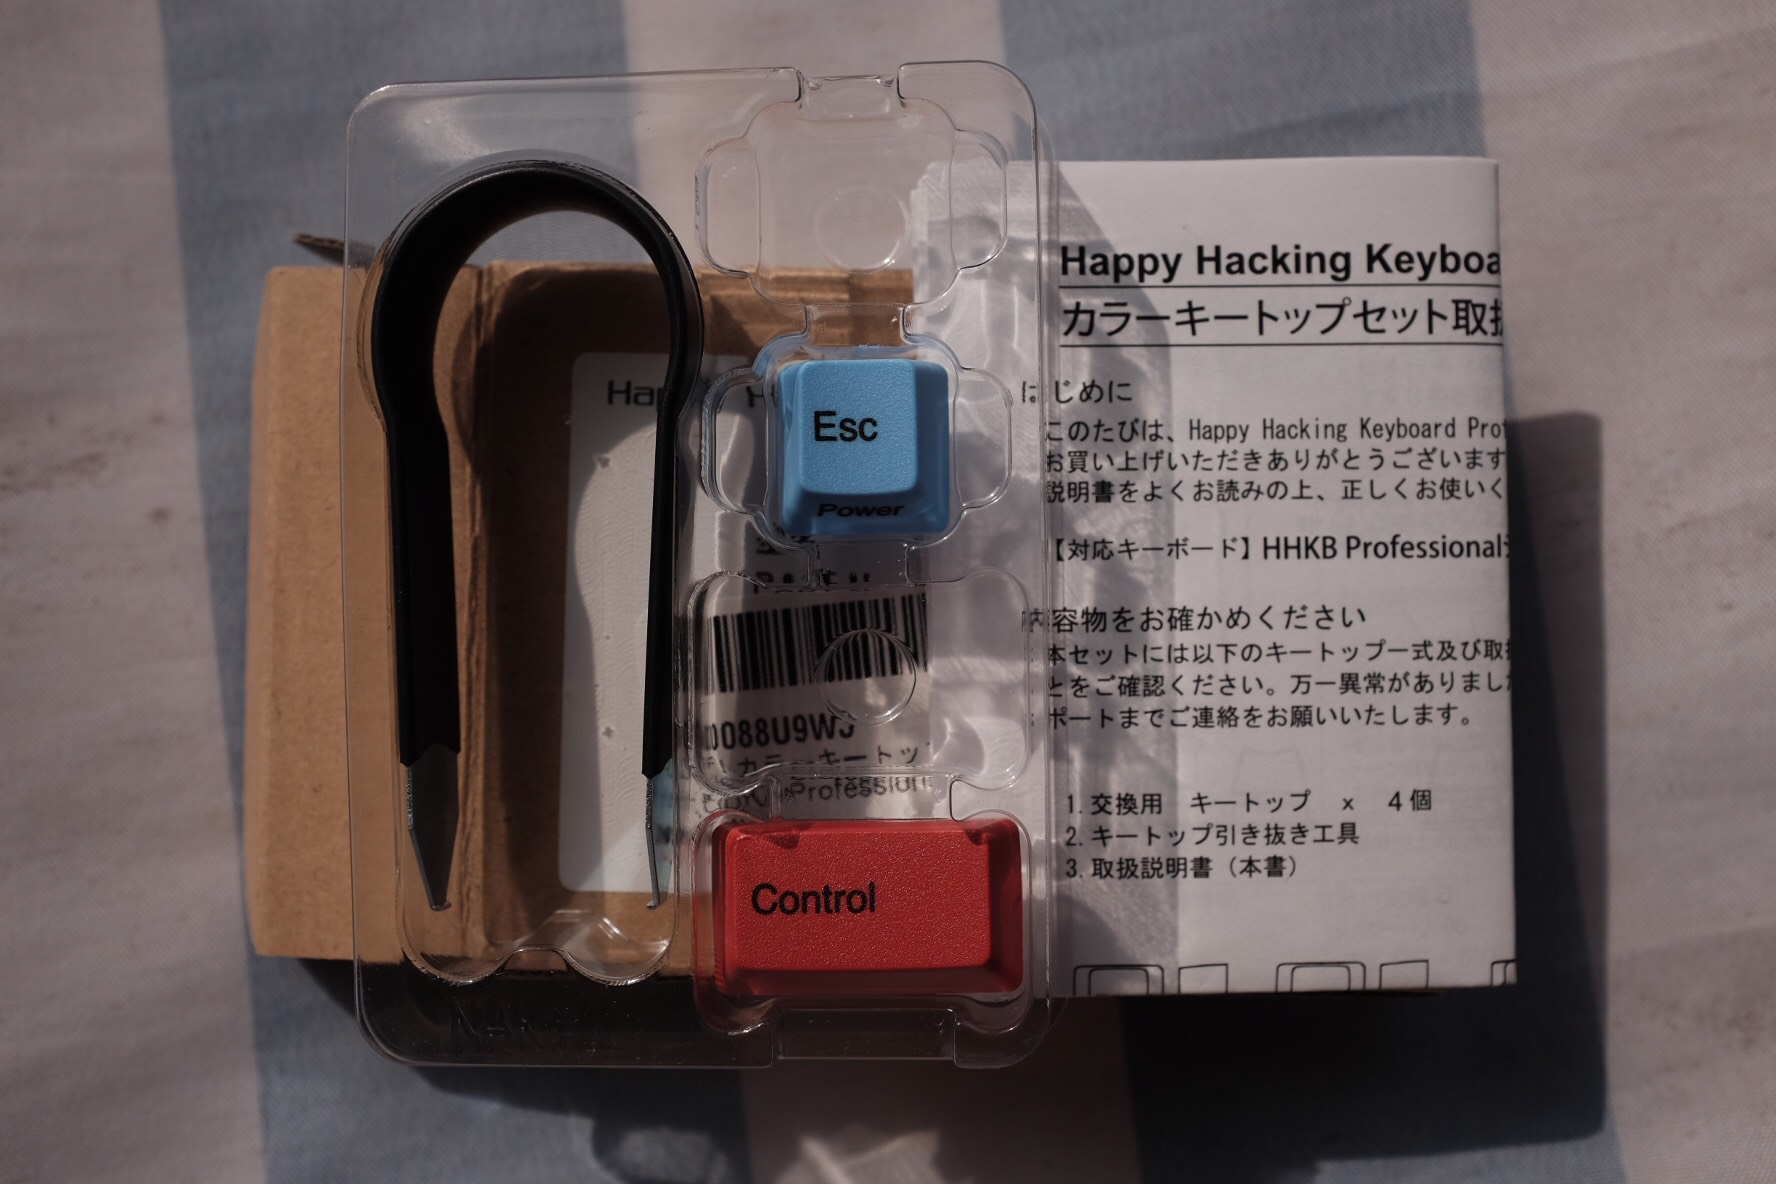 Happy Hacking
カラーキートップセット取
Esc
Power
じめに
このたびは、Happy Hacking Keyboard
お買い上げいただきありがとうございます
説明書をよくお読みの上、正しくお使いく
【対応キーボード】HHKB Professional
容物をお確かめください
本セットには以下のキートップ一式及び取
とをご確認ください。万一異常がありまし
ポートまでご連絡をお願いいたします。
1. 交換用 キートップ x 4個
2. キートップ引き抜き工具
3. 取扱説明書（本書）
カラーキートッ
Professional
Control